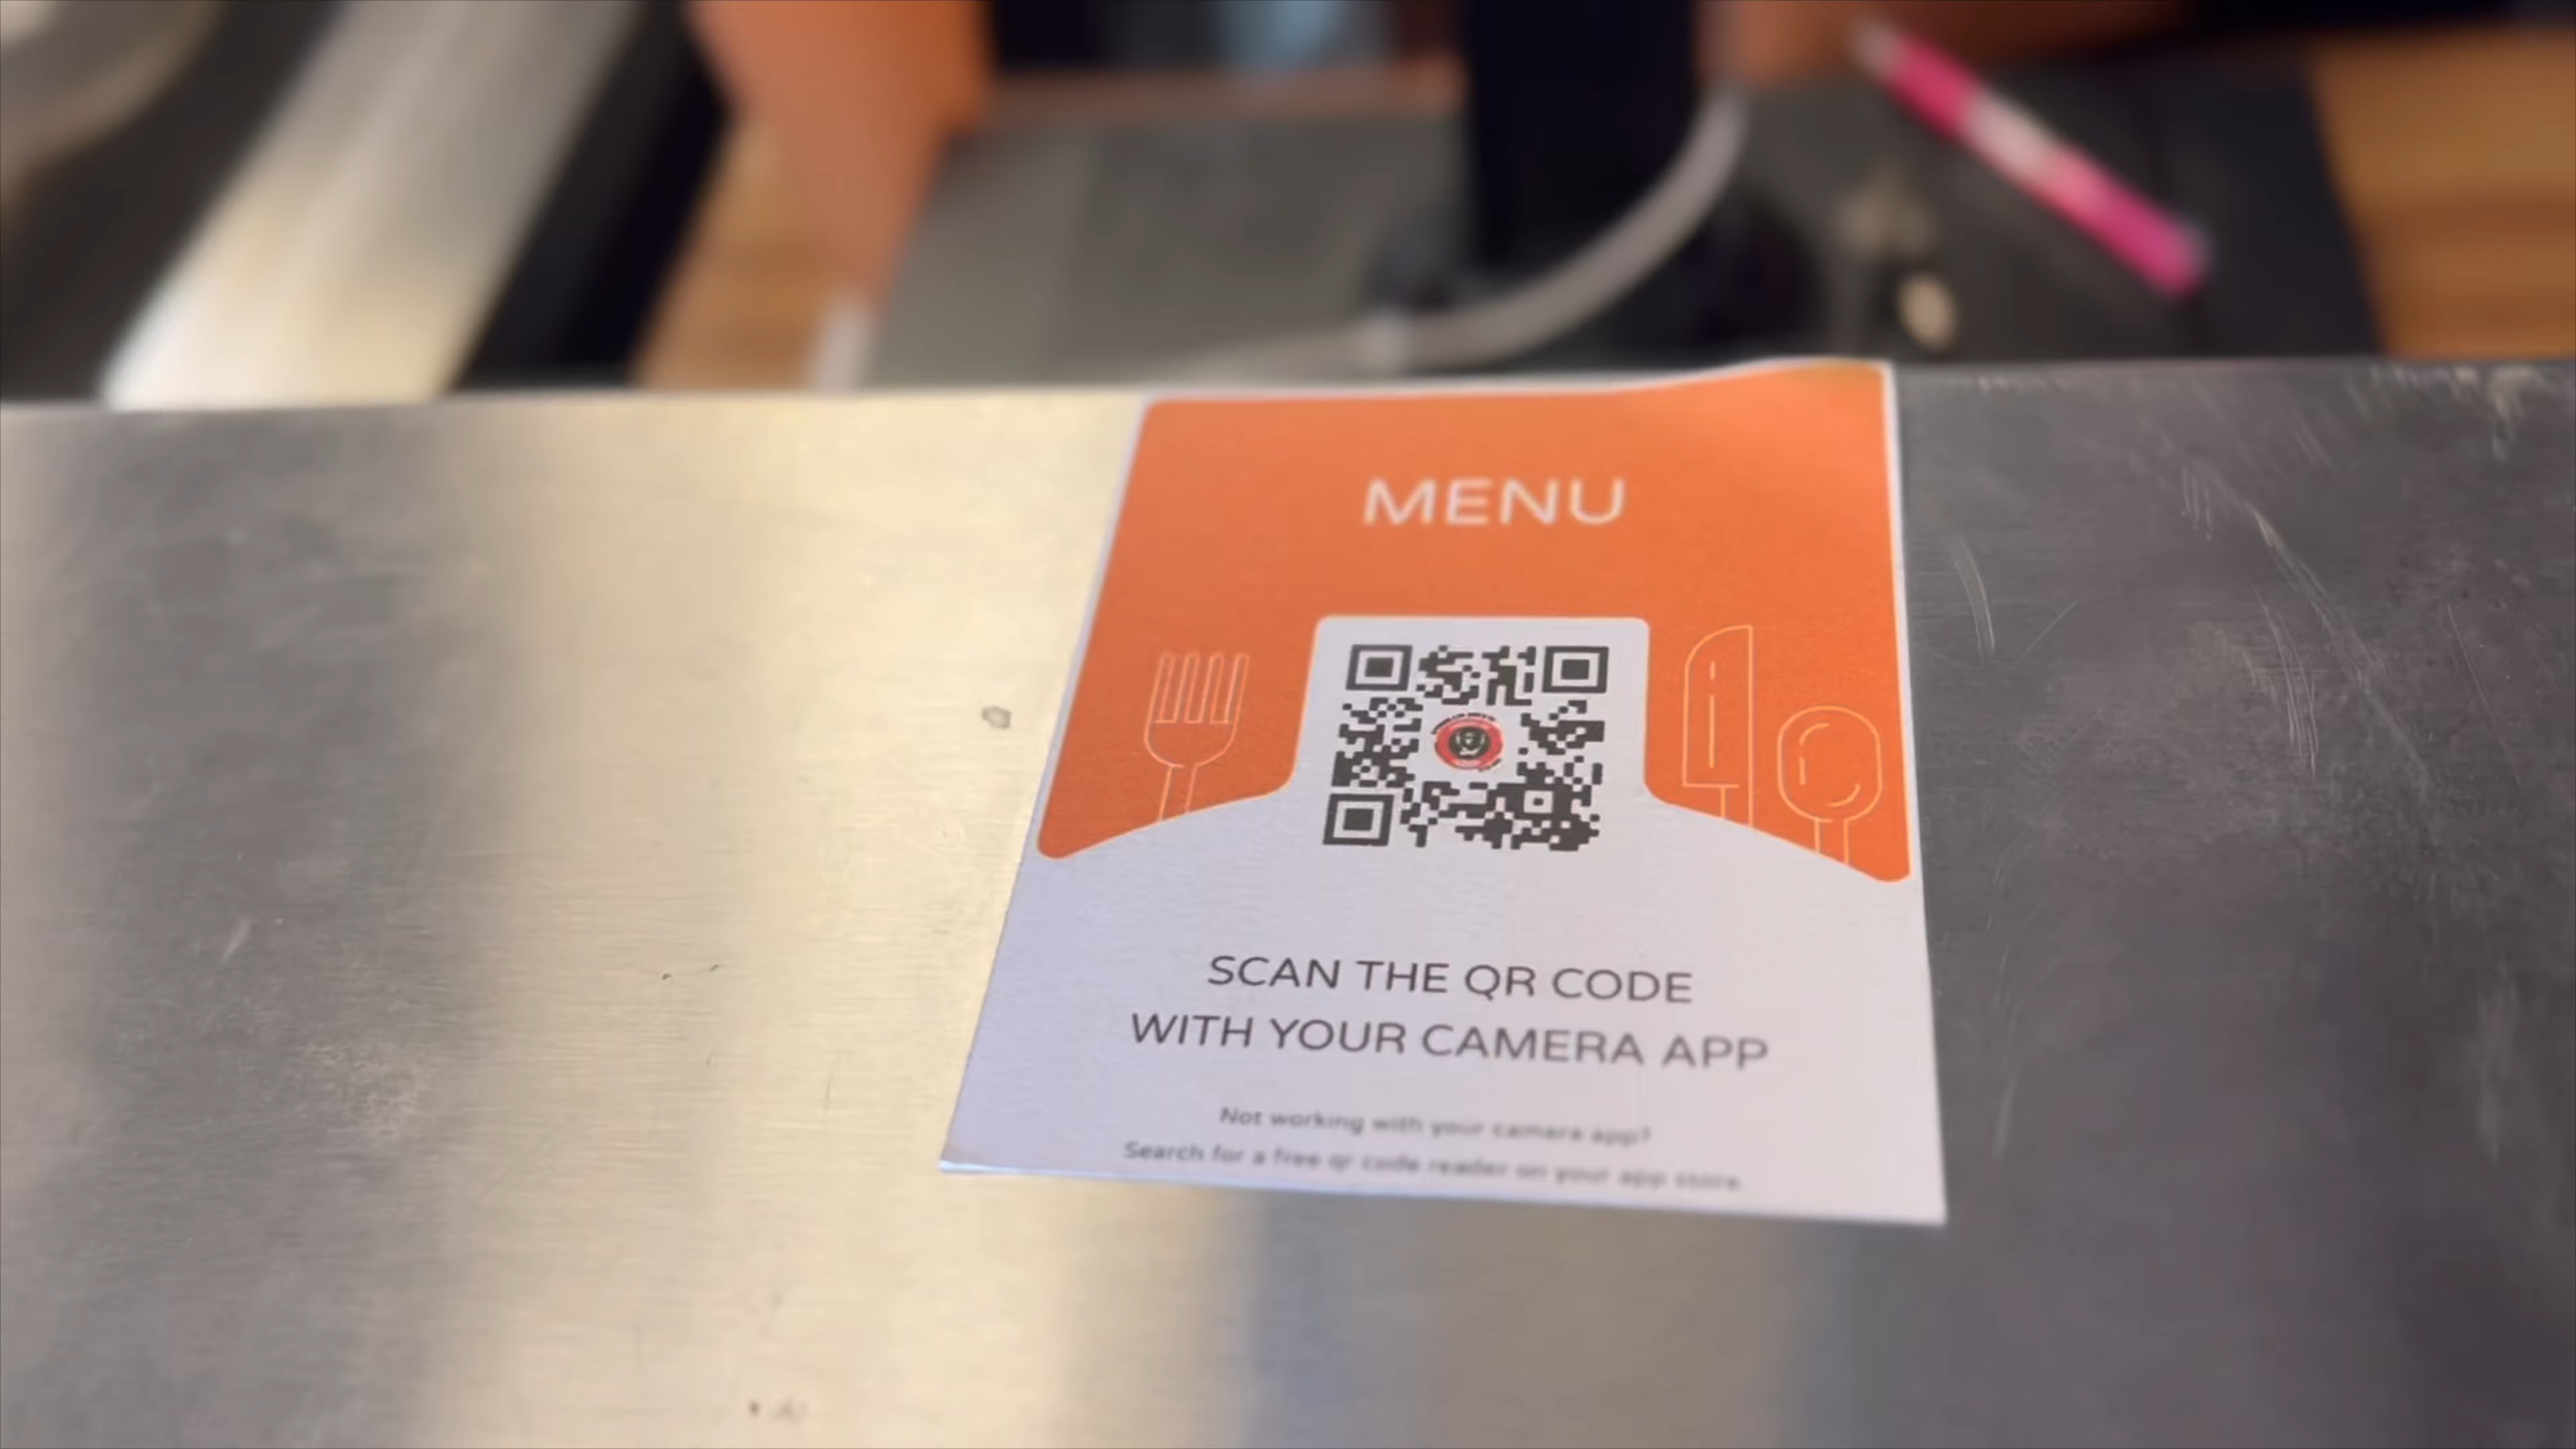 MENU
SCAN THE QR CODE
WITH YOUR CAMERA APP
Not working with your camera app?
Search for a free qr code reader on your app store.